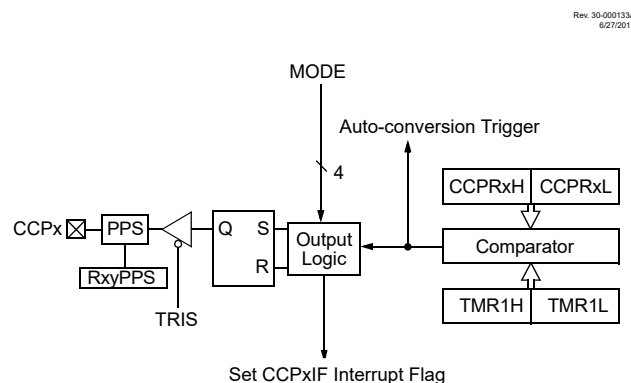 Rev. 30-000133
6/27/201
MODE
Auto-conversion Trigger
4
CCPRxH CCPRxL
CCPx PPS Q S Output Logic Comparator
R
RxyPPS
TMR1H TMR1L
TRIS
Set CCPxIF Interrupt Flag